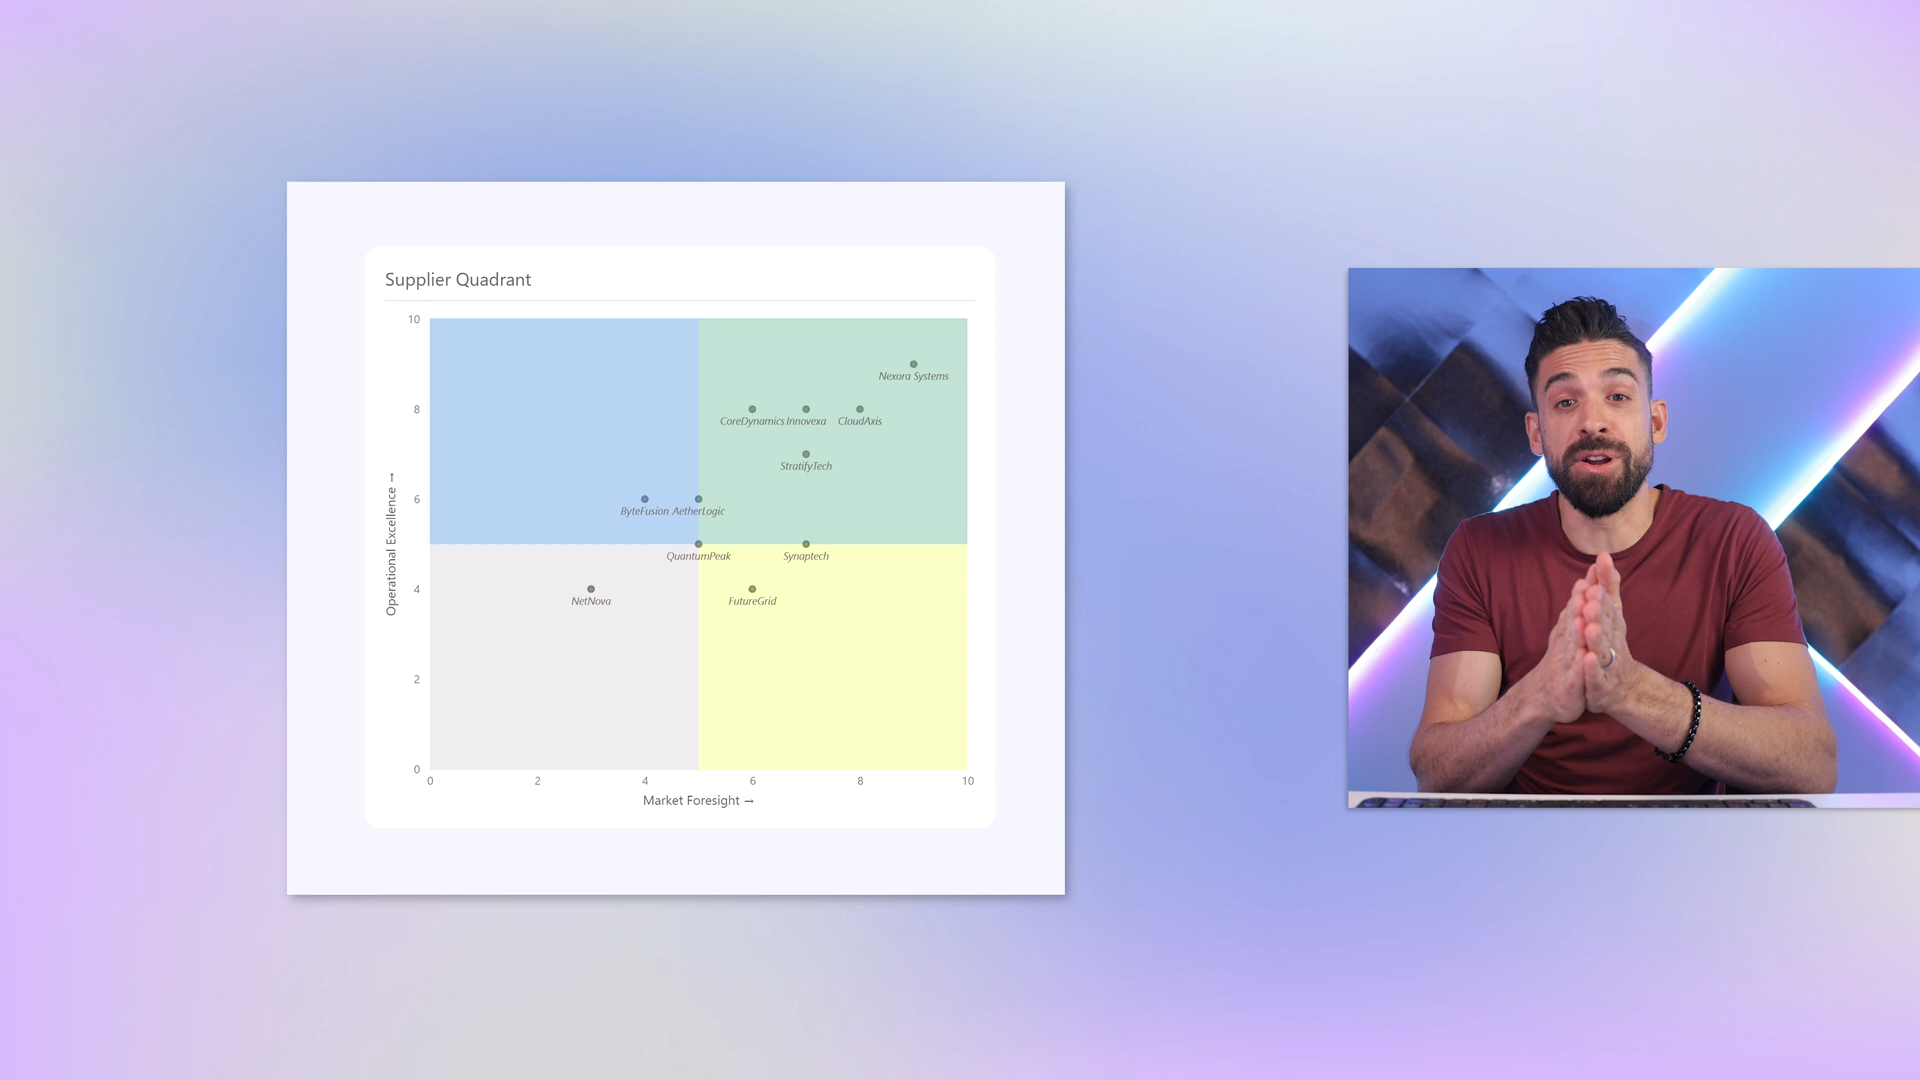 Supplier Quadrant
10
Nexora Systems
8
CoreDynamics Innovexa CloudAxis
StratifyTech
6
ByteFusion AetherLogic
QuantumPeak Synaptech
4
NetNova FutureGrid
2
0
0 2 4 6 8 10
Operational Excellence →
Market Foresight →